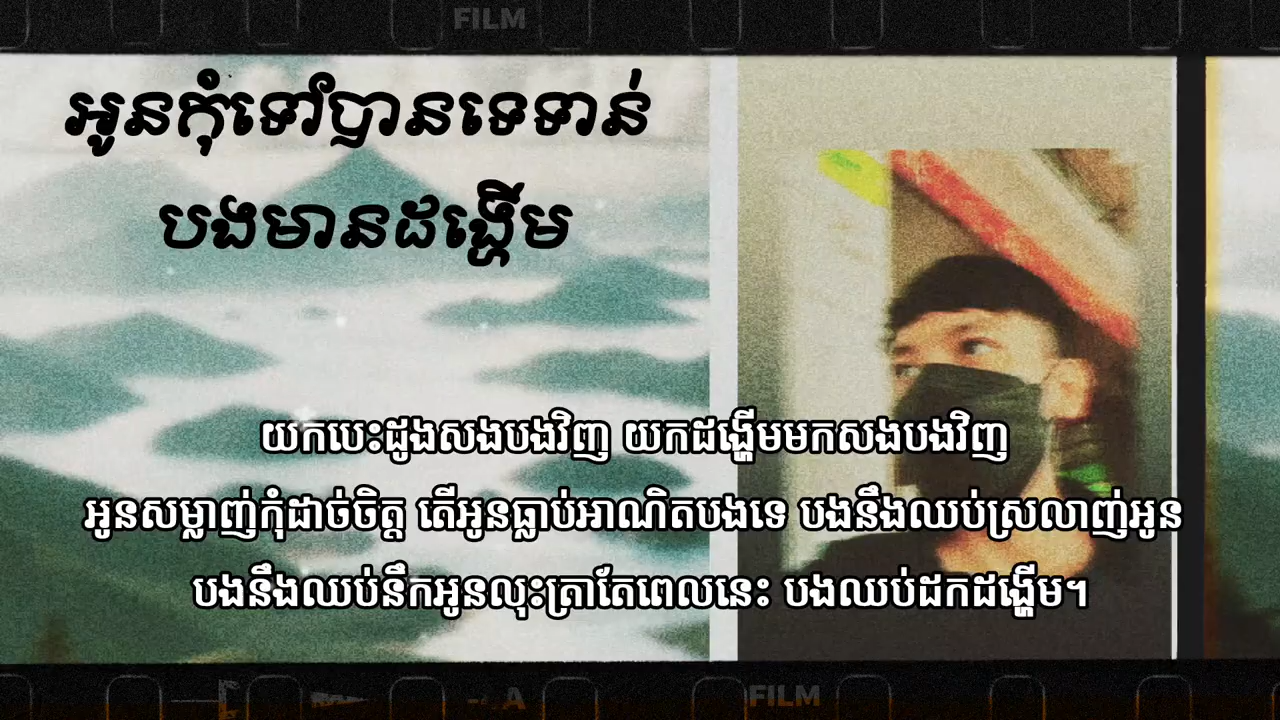 FILM
អូនកុំទៅបានទេទាន់
បងមានដង្ហើម
យកបេះដូងសងបងវិញ យកដង្ហើមមកសងបងវិញ
អូនសម្លាញ់កុំដាច់ចិត្ត តើអូនធ្លាប់អាណិតបងទេ បងនឹងឈប់ស្រលាញ់អូន
បងនឹងឈប់នឹកអូនលុះត្រាតែពេលនេះ បងឈប់ដកដង្ហើម។
FILM